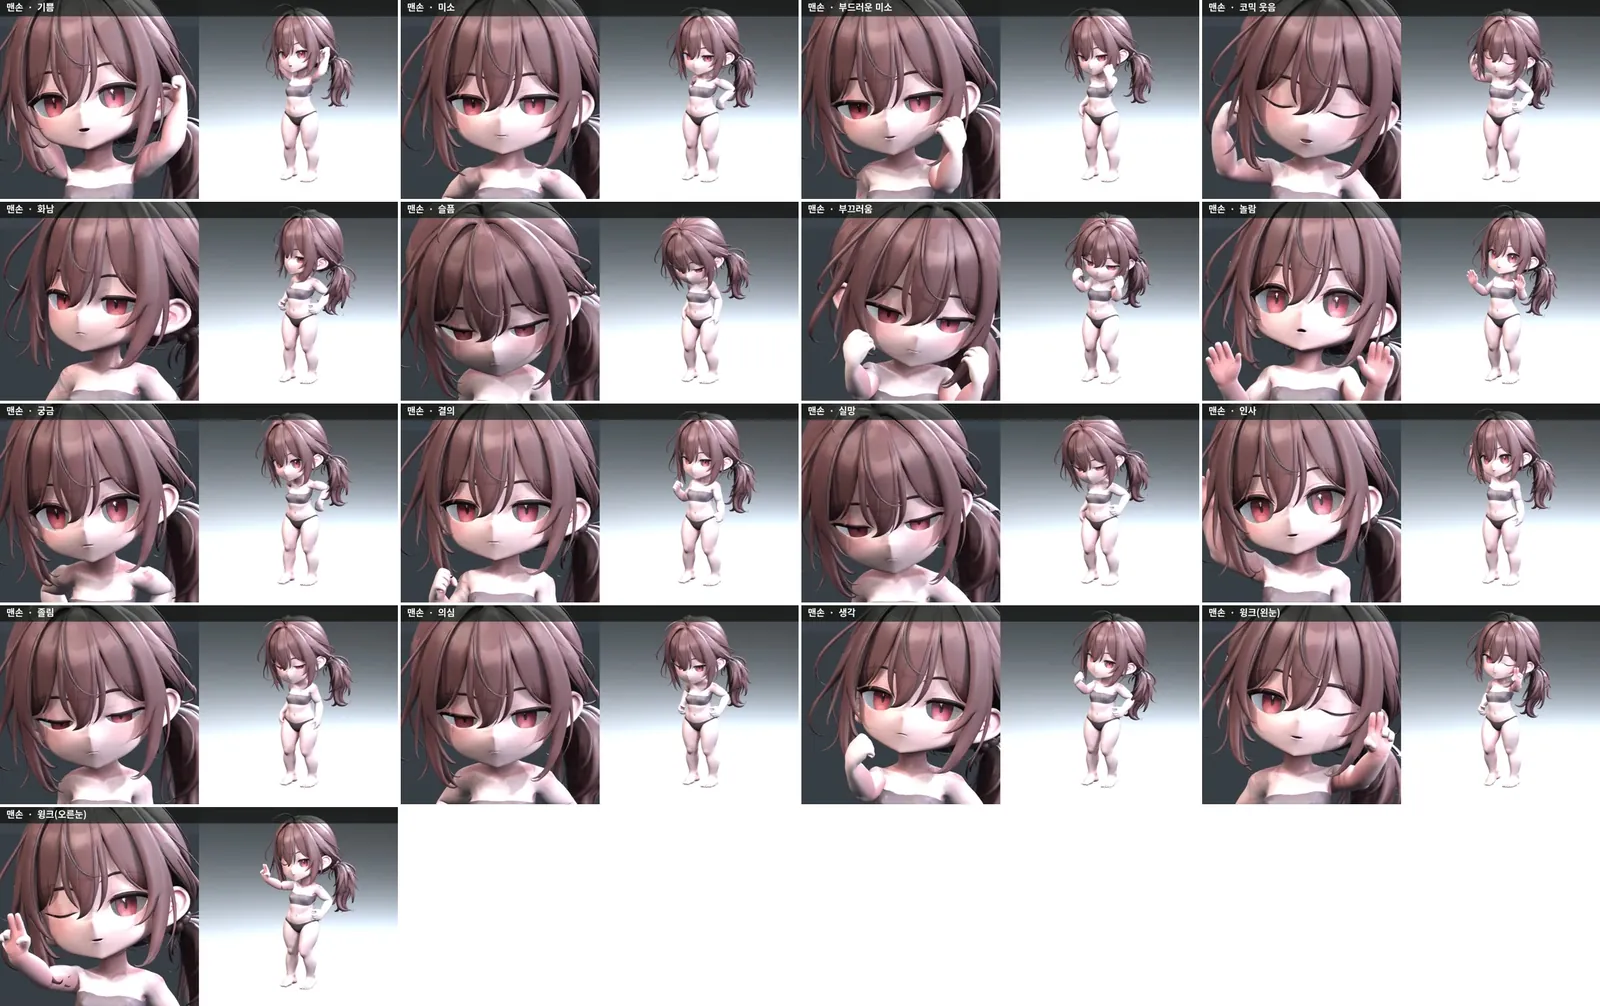 맨손 · 기쁨
맨손 · 미소
맨손 · 부드러운 미소
맨손 · 코믹 웃음
맨손 · 화남
맨손 · 슬픔
맨손 · 부끄러움
맨손 · 놀람
맨손 · 궁금
맨손 · 결의
맨손 · 실망
맨손 · 인사
맨손 · 졸림
맨손 · 의심
맨손 · 생각
맨손 · 윙크(왼눈)
맨손 · 윙크(오른눈)